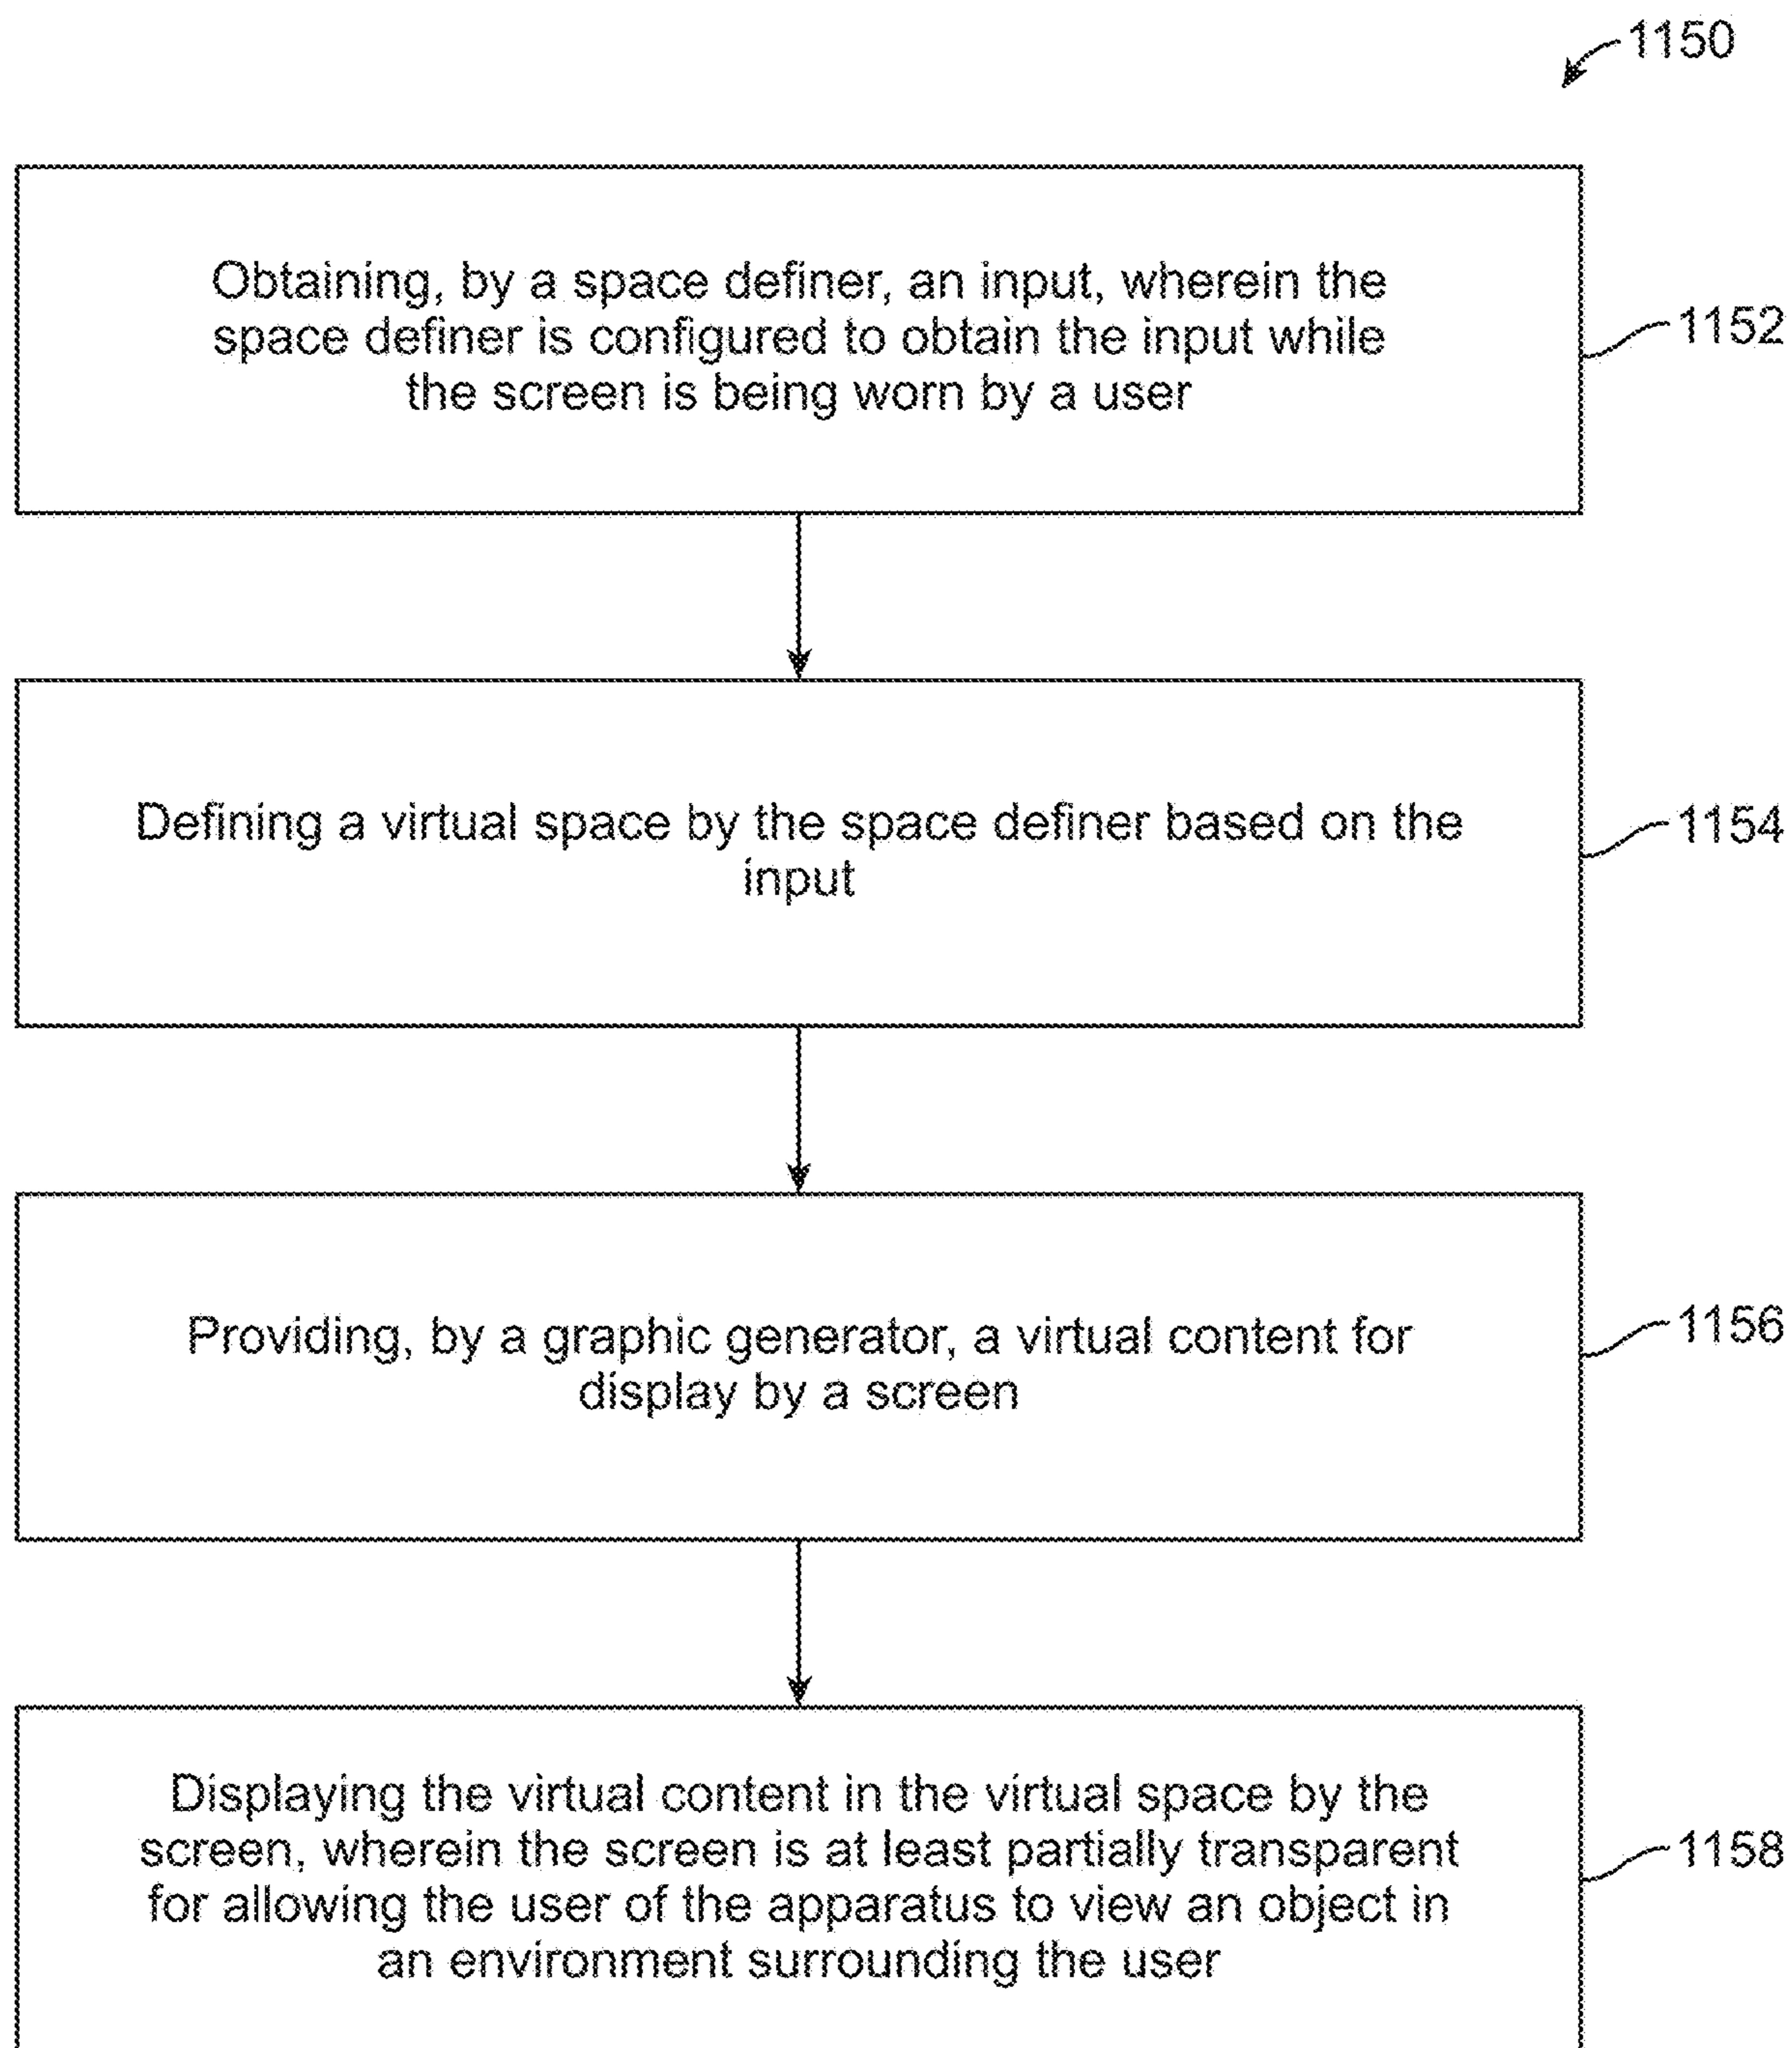 1150
Obtaining, by a space definer, an input, wherein the
space definer is configured to obtain the input while
the screen is being worn by a user
1152
Defining a virtual space by the space definer based on the
input
1154
Providing, by a graphic generator, a virtual content for
display by a screen
1156
Displaying the virtual content in the virtual space by the
screen, wherein the screen is at least partially transparent
for allowing the user of the apparatus to view an object in
an environment surrounding the user
1158